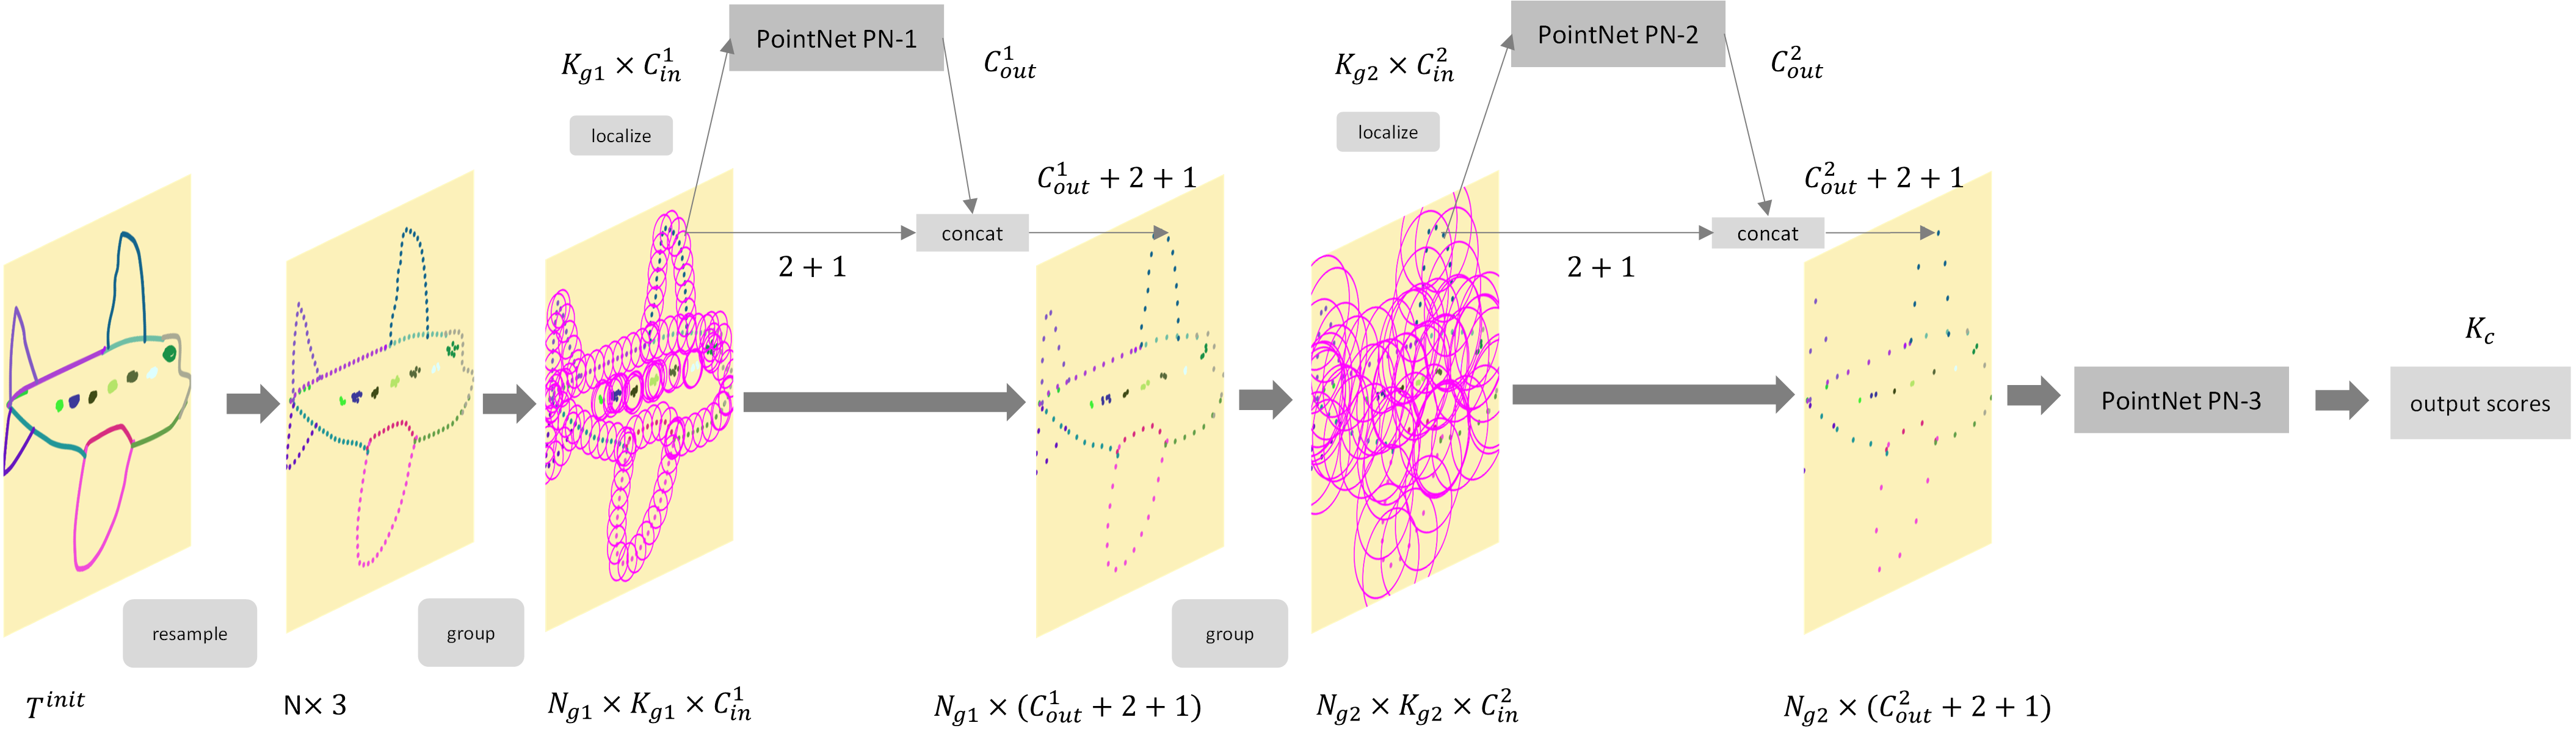 PointNet PN-1
PointNet PN-2
$K_{g1} \times C_{in}^{1}$
$C_{out}^{1}$
$K_{g2} \times C_{in}^{2}$
$C_{out}^{2}$
localize
localize
$C_{out}^{1} + 2 + 1$
$C_{out}^{2} + 2 + 1$
concat
concat
2 + 1
2 + 1
$K_c$
PointNet PN-3
output scores
resample
group
group
$T^{init}$
N× 3
$N_{g1} \times K_{g1} \times C_{in}^{1}$
$N_{g1} \times (C_{out}^{1} + 2 + 1)$
$N_{g2} \times K_{g2} \times C_{in}^{2}$
$N_{g2} \times (C_{out}^{2} + 2 + 1)$